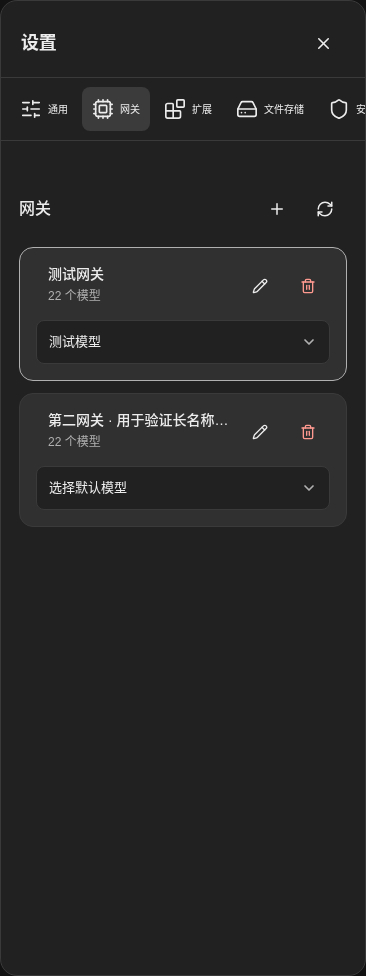 设置
通用 网关 扩展 文件存储 安
网关
测试网关
22 个模型
测试模型
第二网关 · 用于验证长名称…
22 个模型
选择默认模型